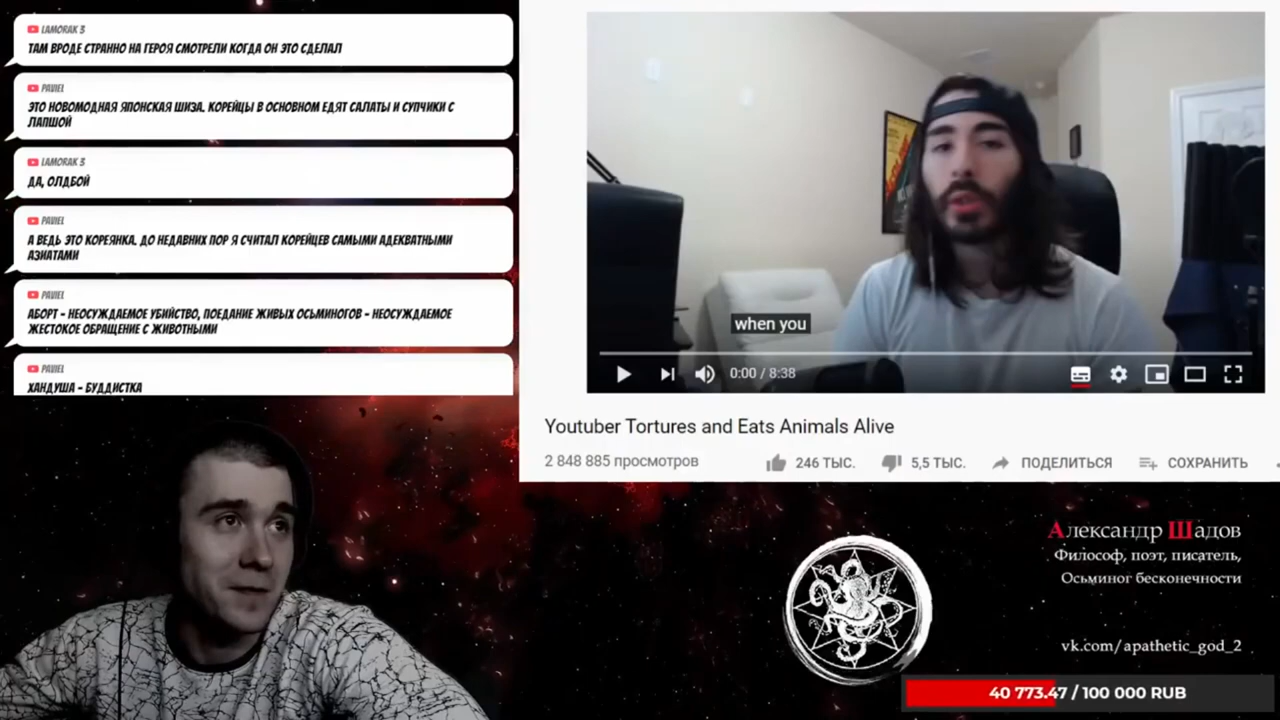 LAMORAK 3
ТАМ ВРОДЕ СТРАННО НА ГЕРОЯ СМОТРЕЛИ КОГДА ОН ЭТО СДЕЛАЛ
PAVIEL
ЭТО НОВОМОДНАЯ ЯПОНСКАЯ ШИЗА. КОРЕЙЦЫ В ОСНОВНОМ ЕДЯТ САЛАТЫ И СУПЧИКИ С
ЛАПШОЙ
LAMORAK 3
ДА, ОЛДБОЙ
PAVIEL
А ВЕДЬ ЭТО КОРЕЯНКА. ДО НЕДАВНИХ ПОР Я СЧИТАЛ КОРЕЙЦЕВ САМЫМИ АДЕКВАТНЫМИ
АЗИАТАМИ
PAVIEL
АБОРТ - НЕОСУЖДАЕМОЕ УБИЙСТВО, ПОЕДАНИЕ ЖИВЫХ ОСЬМИНОГОВ - НЕОСУЖДАЕМОЕ
ЖЕСТОКОЕ ОБРАЩЕНИЕ С ЖИВОТНЫМИ
PAVIEL
ХАНДУША - БУДДИСТКА
when you
0:00 / 8:38
Youtuber Tortures and Eats Animals Alive
2 848 885 просмотров
246 ТЫС.
5,5 ТЫС.
ПОДЕЛИТЬСЯ
СОХРАНИТЬ
Александр Шадов
Философ, поэт, писатель,
Осьминог бесконечности
vk.com/apathetic_god_2
40 773.47 / 100 000 RUB